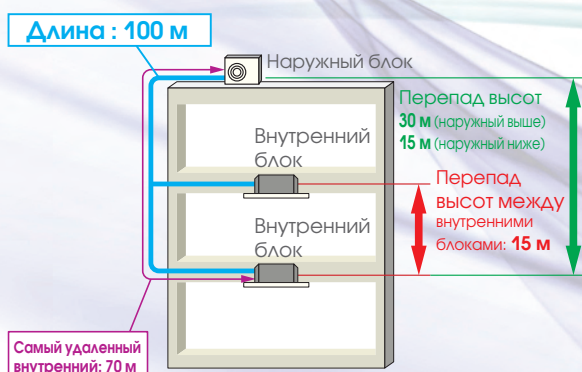 Длина : 100 м
Наружный блок
Перепад высот
30 м (наружный выше)
15 м (наружный ниже)
Внутренний
блок
Перепад
высот между
внутренними
блоками: 15 м
Внутренний
блок
Самый удаленный
внутренний: 70 м